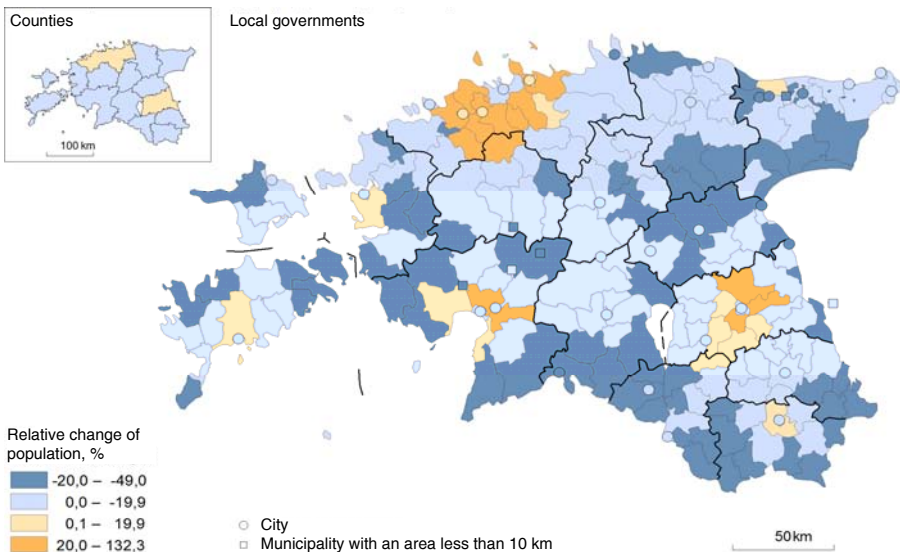 Counties
100 km
Local governments
Relative change of
population, %
-20,0 – -49,0
0,0 – -19,9
0,1 – 19,9
20,0 – 132,3
City
Municipality with an area less than 10 km
50 km